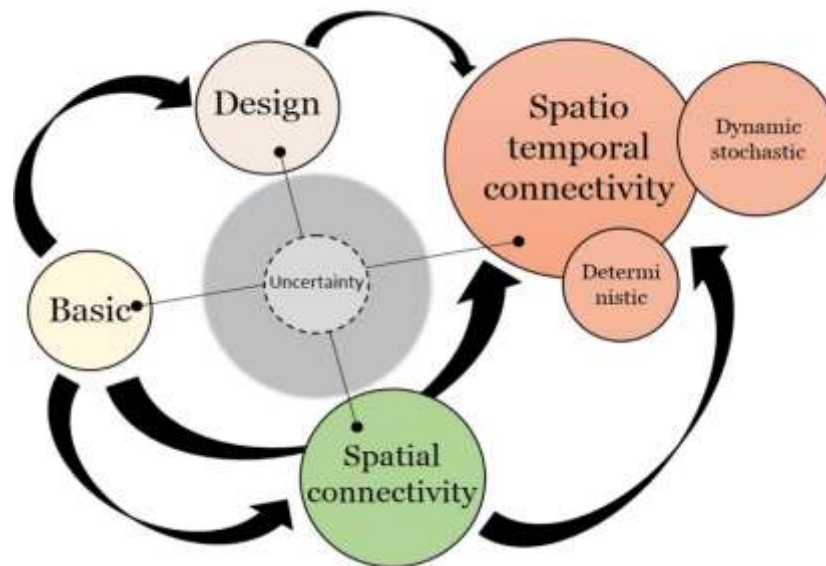 Design
Spatio
temporal
connectivity
Dynamic
stochastic
Determi
nistic
Uncertainty
Basic
Spatial
connectivity